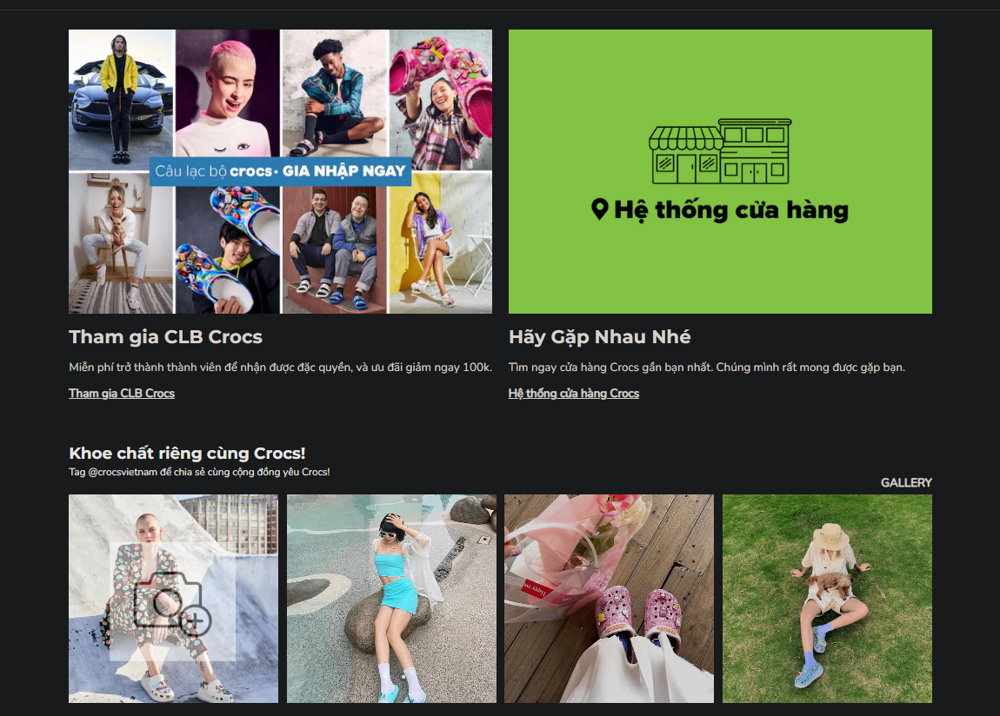 Câu lạc bộ crocs· GIA NHẬP NGAY
Hệ thống cửa hàng
Tham gia CLB Crocs
Miễn phí trở thành thành viên để nhận được đặc quyền, và ưu đãi giảm ngay 100k.
Tham gia CLB Crocs
Hãy Gặp Nhau Nhé
Tìm ngay cửa hàng Crocs gần bạn nhất. Chúng mình rất mong được gặp bạn.
Hệ thống cửa hàng Crocs
Khoe chất riêng cùng Crocs!
Tag @crocsvietnam để chia sẻ cùng cộng đồng yêu Crocs!
GALLERY